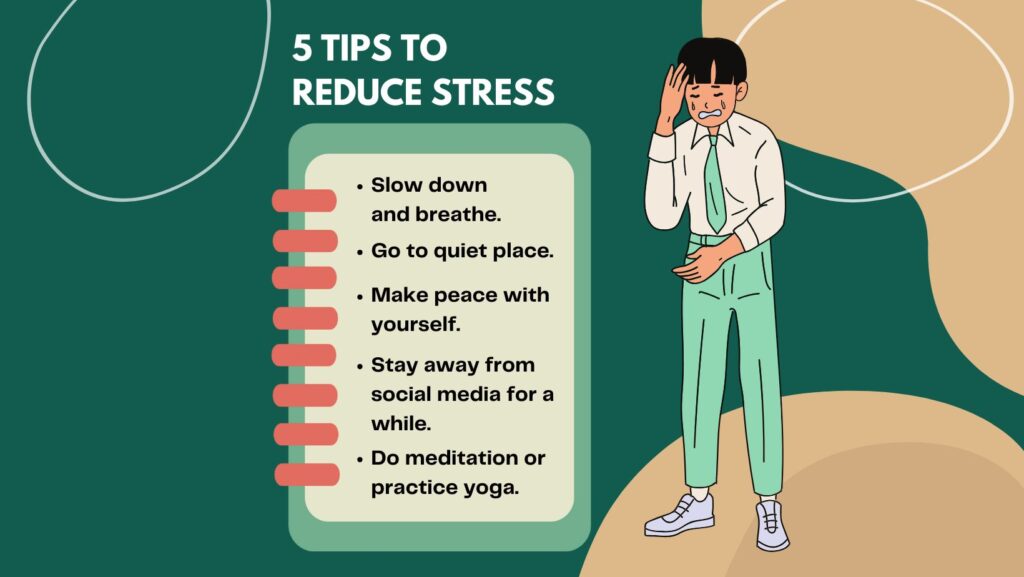 5 TIPS TO
REDUCE STRESS
• Slow down
and breathe.
• Go to quiet place.
• Make peace with
yourself.
• Stay away from
social media for a
while.
• Do meditation or
practice yoga.